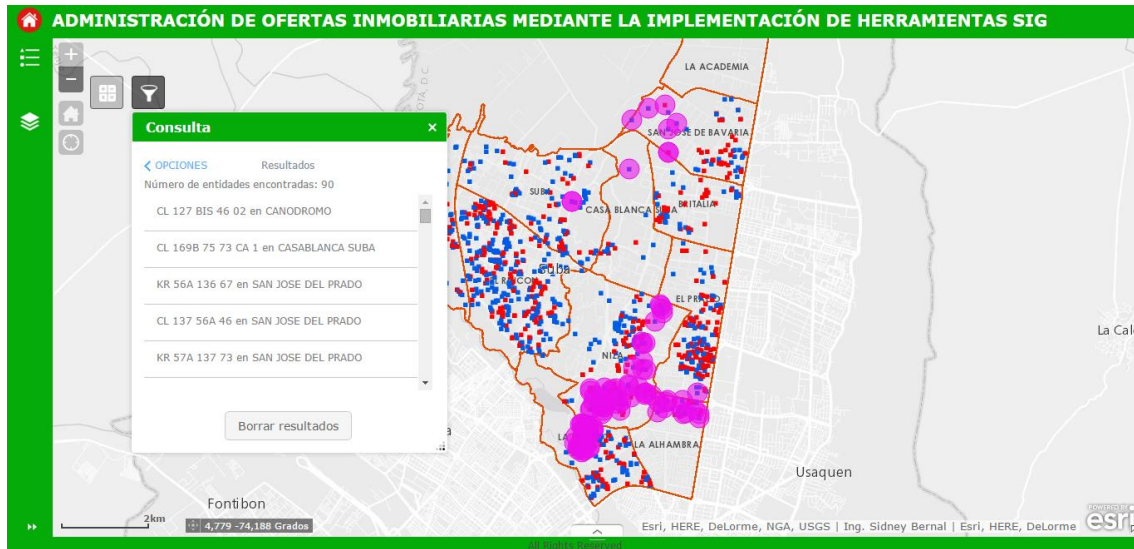 ADMINISTRACIÓN DE OFERTAS INMOBILIARIAS MEDIANTE LA IMPLEMENTACIÓN DE HERRAMIENTAS SIG
LA ACADEMIA
Consulta
×
SAN JOSE DE BAVARIA
OPCIONES
Resultados
Número de entidades encontradas: 90
CL 127 BIS 46 02 en CANODROMO
CL 169B 75 73 CA 1 en CASABLANCA SUBA
KR 56A 136 67 en SAN JOSE DEL PRADO
CL 137 56A 46 en SAN JOSE DEL PRADO
KR 57A 137 73 en SAN JOSE DEL PRADO
Borrar resultados
SUBA
CASA BLANCA SUBA
BRITALIA
Suba
EL PRADO
La Cal
NIZA
LA ALHAMBRA
Usaquen
Fontibon
2km
4,779 -74,188 Grados
Esri, HERE, DeLorme, NGA, USGS | Ing. Sidney Bernal | Esri, HERE, DeLorme
POWERED BY
esri
All Rights Reserved